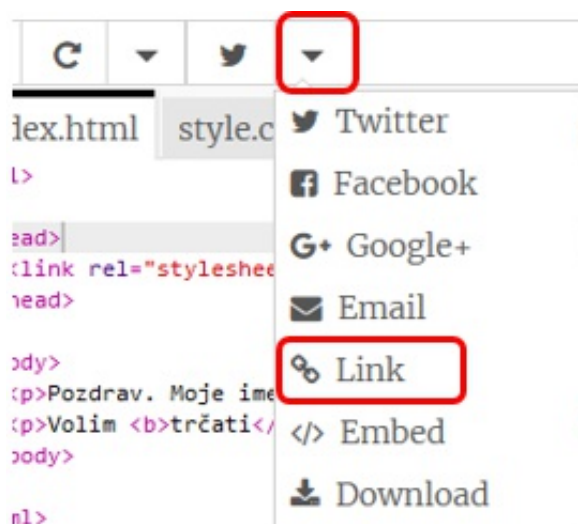 dex.html style.c
Twitter
Facebook
G+ Google+
Email
Link
</> Embed
Download
l>
ead>
<link rel="styleshee
head>
ody>
<p>Pozdrav. Moje ime
<p>Volim <b>trčati</
body>
ml>